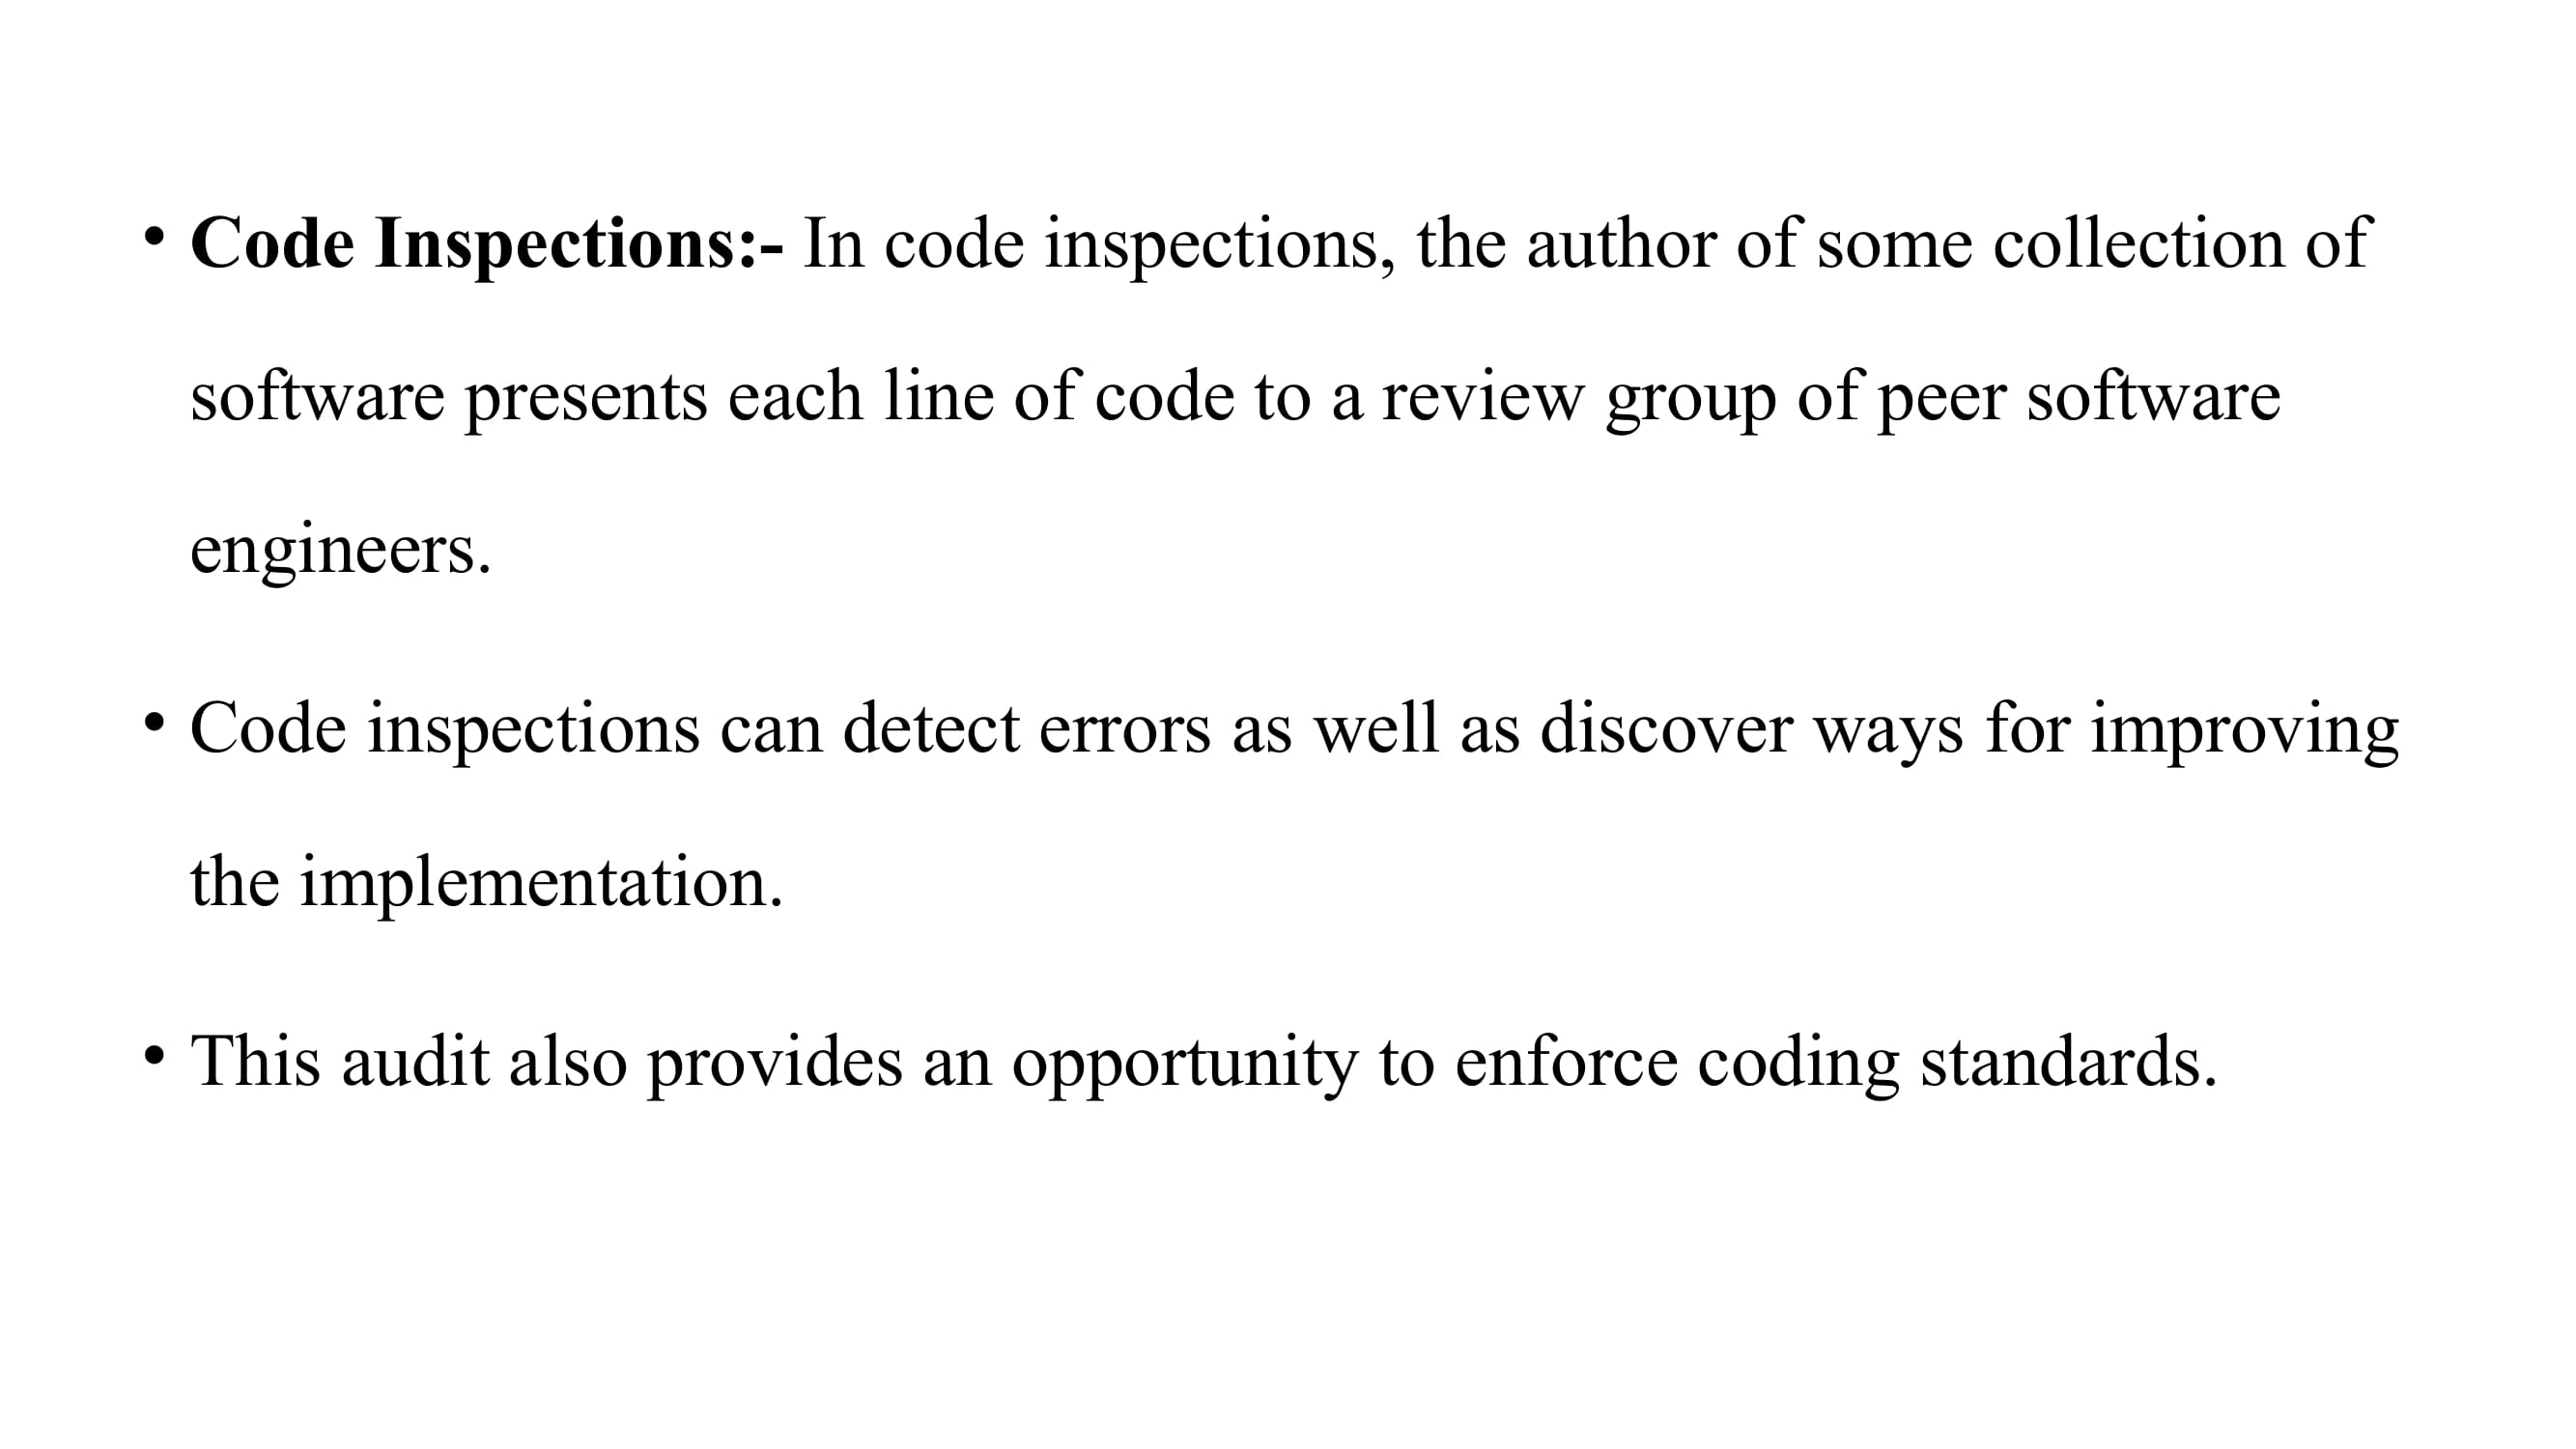 • Code Inspections:- In code inspections, the author of some collection of
software presents each line of code to a review group of peer software
engineers.
• Code inspections can detect errors as well as discover ways for improving
the implementation.
• This audit also provides an opportunity to enforce coding standards.